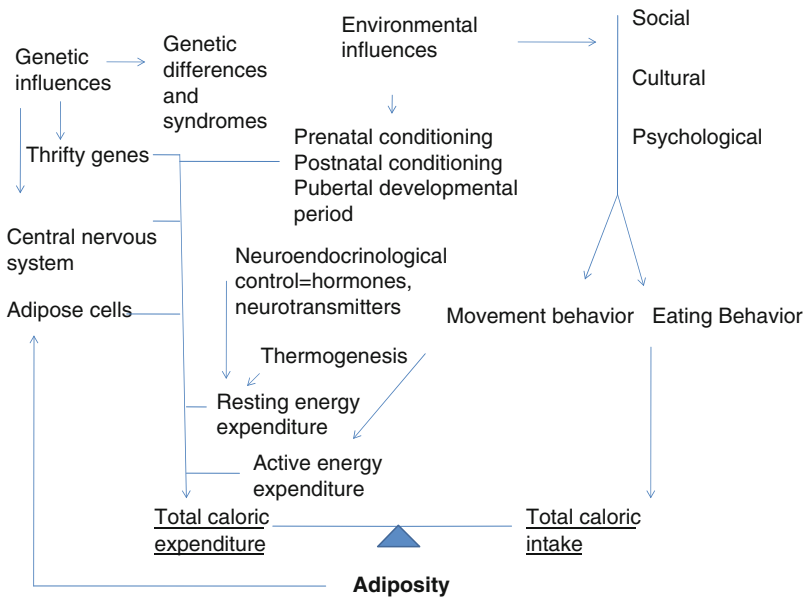 Genetic
influences
Genetic
differences
and
syndromes
Environmental
influences
Social
Cultural
Psychological
Thrifty genes
Prenatal conditioning
Postnatal conditioning
Pubertal developmental
period
Central nervous
system
Neuroendocrinological
control=hormones,
neurotransmitters
Adipose cells
Movement behavior
Eating Behavior
Thermogenesis
Resting energy
expenditure
Active energy
expenditure
Total caloric
expenditure
Total caloric
intake
Adiposity